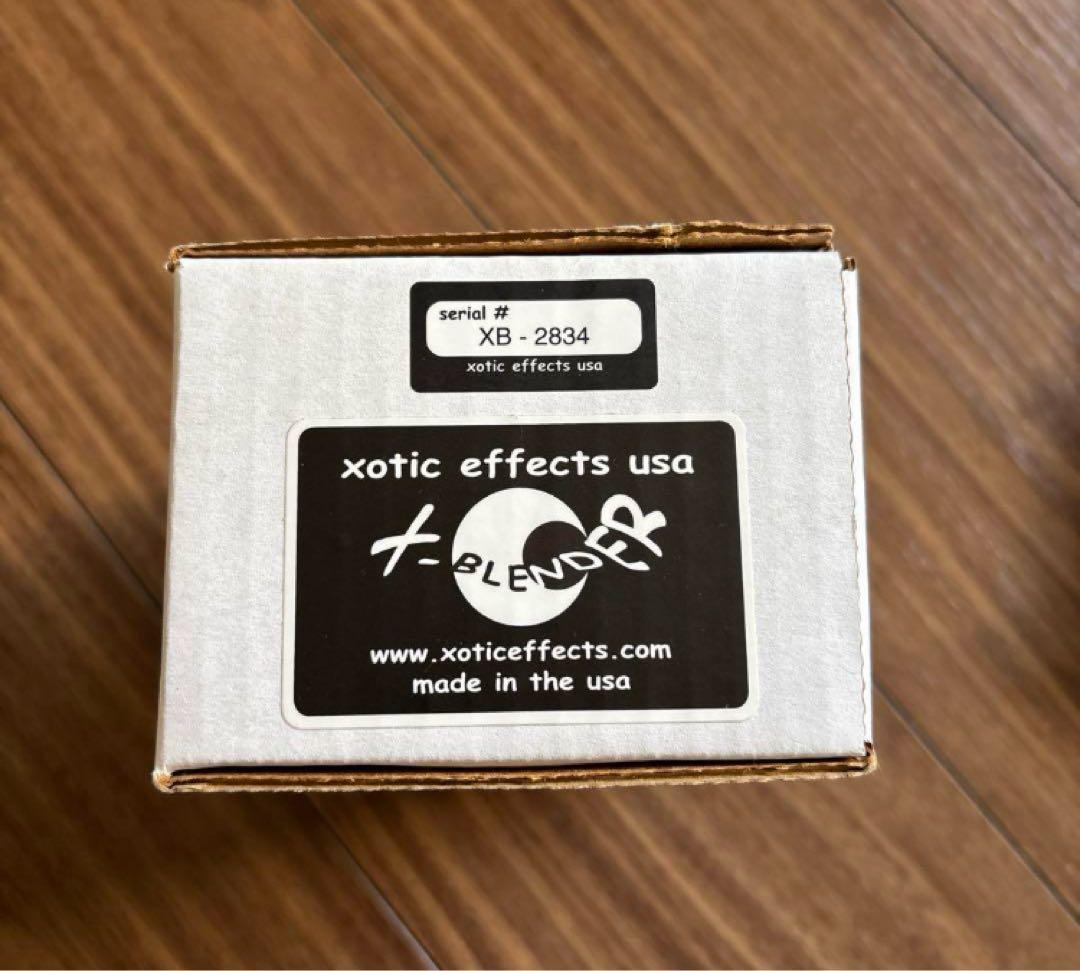 serial #
XB - 2834
xotic effects usa
xotic effects usa
X-BLENDER
www.xoticeffects.com
made in the usa